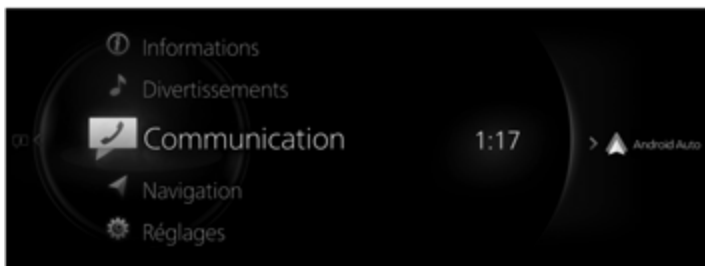 Informations
Divertissements
Communication
1:17
Android Auto
Navigation
Réglages